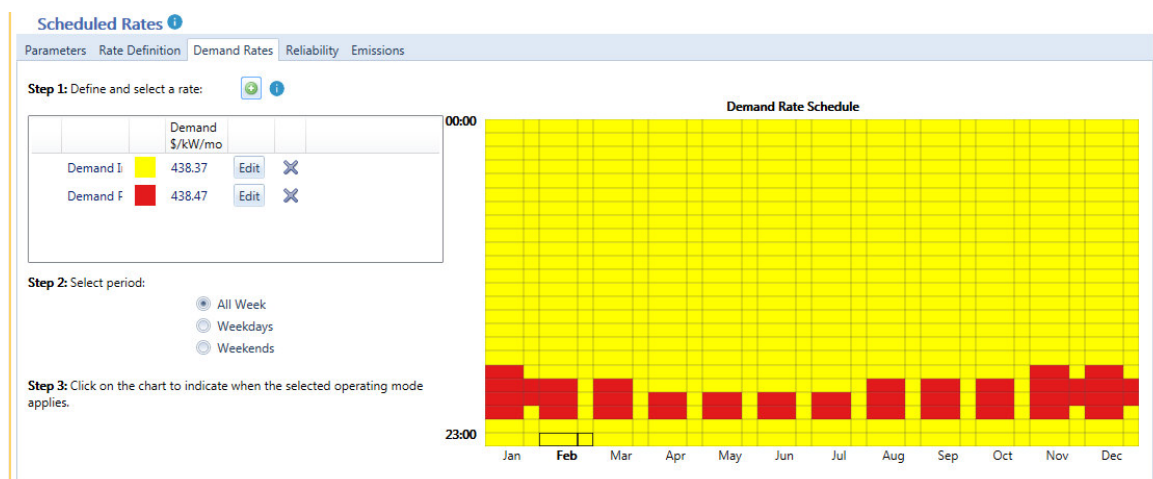 Scheduled Rates
Parameters Rate Definition Demand Rates Reliability Emissions
Step 1: Define and select a rate:
Demand
$/kW/mo
Demand I 438.37 Edit
Demand F 438.47 Edit
Step 2: Select period:
All Week
Weekdays
Weekends
Step 3: Click on the chart to indicate when the selected operating mode
applies.
Demand Rate Schedule
00:00
23:00
Jan Feb Mar Apr May Jun Jul Aug Sep Oct Nov Dec